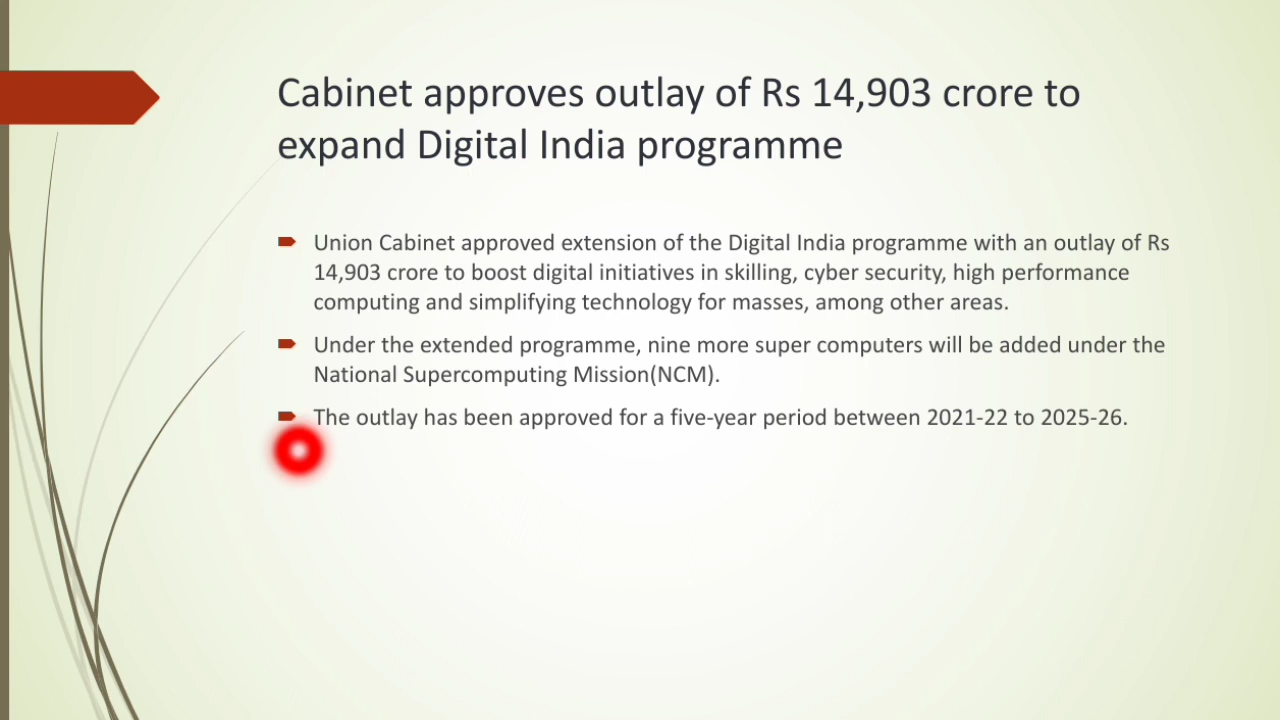 Cabinet approves outlay of Rs 14,903 crore to
expand Digital India programme
Union Cabinet approved extension of the Digital India programme with an outlay of Rs
14,903 crore to boost digital initiatives in skilling, cyber security, high performance
computing and simplifying technology for masses, among other areas.
Under the extended programme, nine more super computers will be added under the
National Supercomputing Mission(NCM).
The outlay has been approved for a five-year period between 2021-22 to 2025-26.